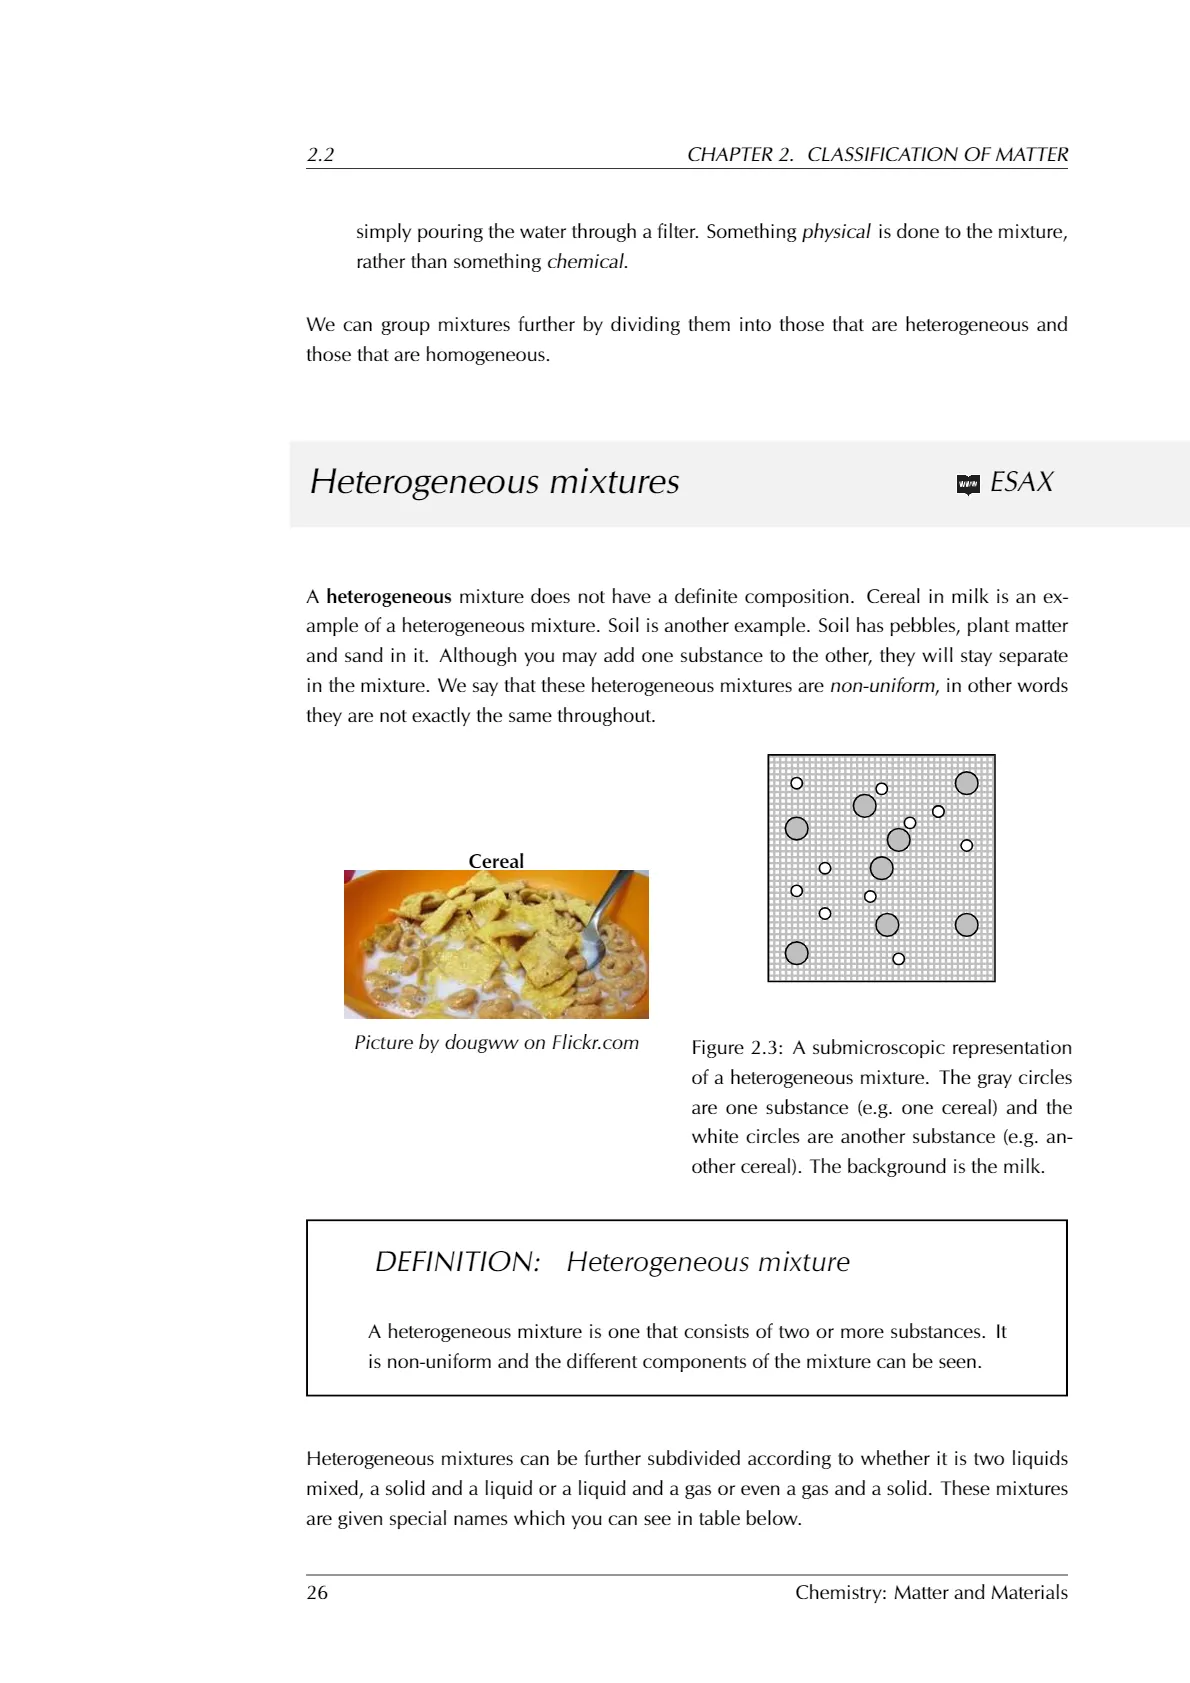 2.2 CHAPTER 2. CLASSIFICATION OF MATTER
simply pouring the water through a filter. Something physical is done to the mixture,
rather than something chemical.
We can group mixtures further by dividing them into those that are heterogeneous and
those that are homogeneous.
Heterogeneous mixtures www ESAX
A heterogeneous mixture does not have a definite composition. Cereal in milk is an ex-
ample of a heterogeneous mixture. Soil is another example. Soil has pebbles, plant matter
and sand in it. Although you may add one substance to the other, they will stay separate
in the mixture. We say that these heterogeneous mixtures are non-uniform, in other words
they are not exactly the same throughout.
Cereal
Picture by dougww on Flickr.com
Figure 2.3: A submicroscopic representation
of a heterogeneous mixture. The gray circles
are one substance (e.g. one cereal) and the
white circles are another substance (e.g. an-
other cereal). The background is the milk.
DEFINITION: Heterogeneous mixture
A heterogeneous mixture is one that consists of two or more substances. It
is non-uniform and the different components of the mixture can be seen.
Heterogeneous mixtures can be further subdivided according to whether it is two liquids
mixed, a solid and a liquid or a liquid and a gas or even a gas and a solid. These mixtures
are given special names which you can see in table below.
26 Chemistry: Matter and Materials